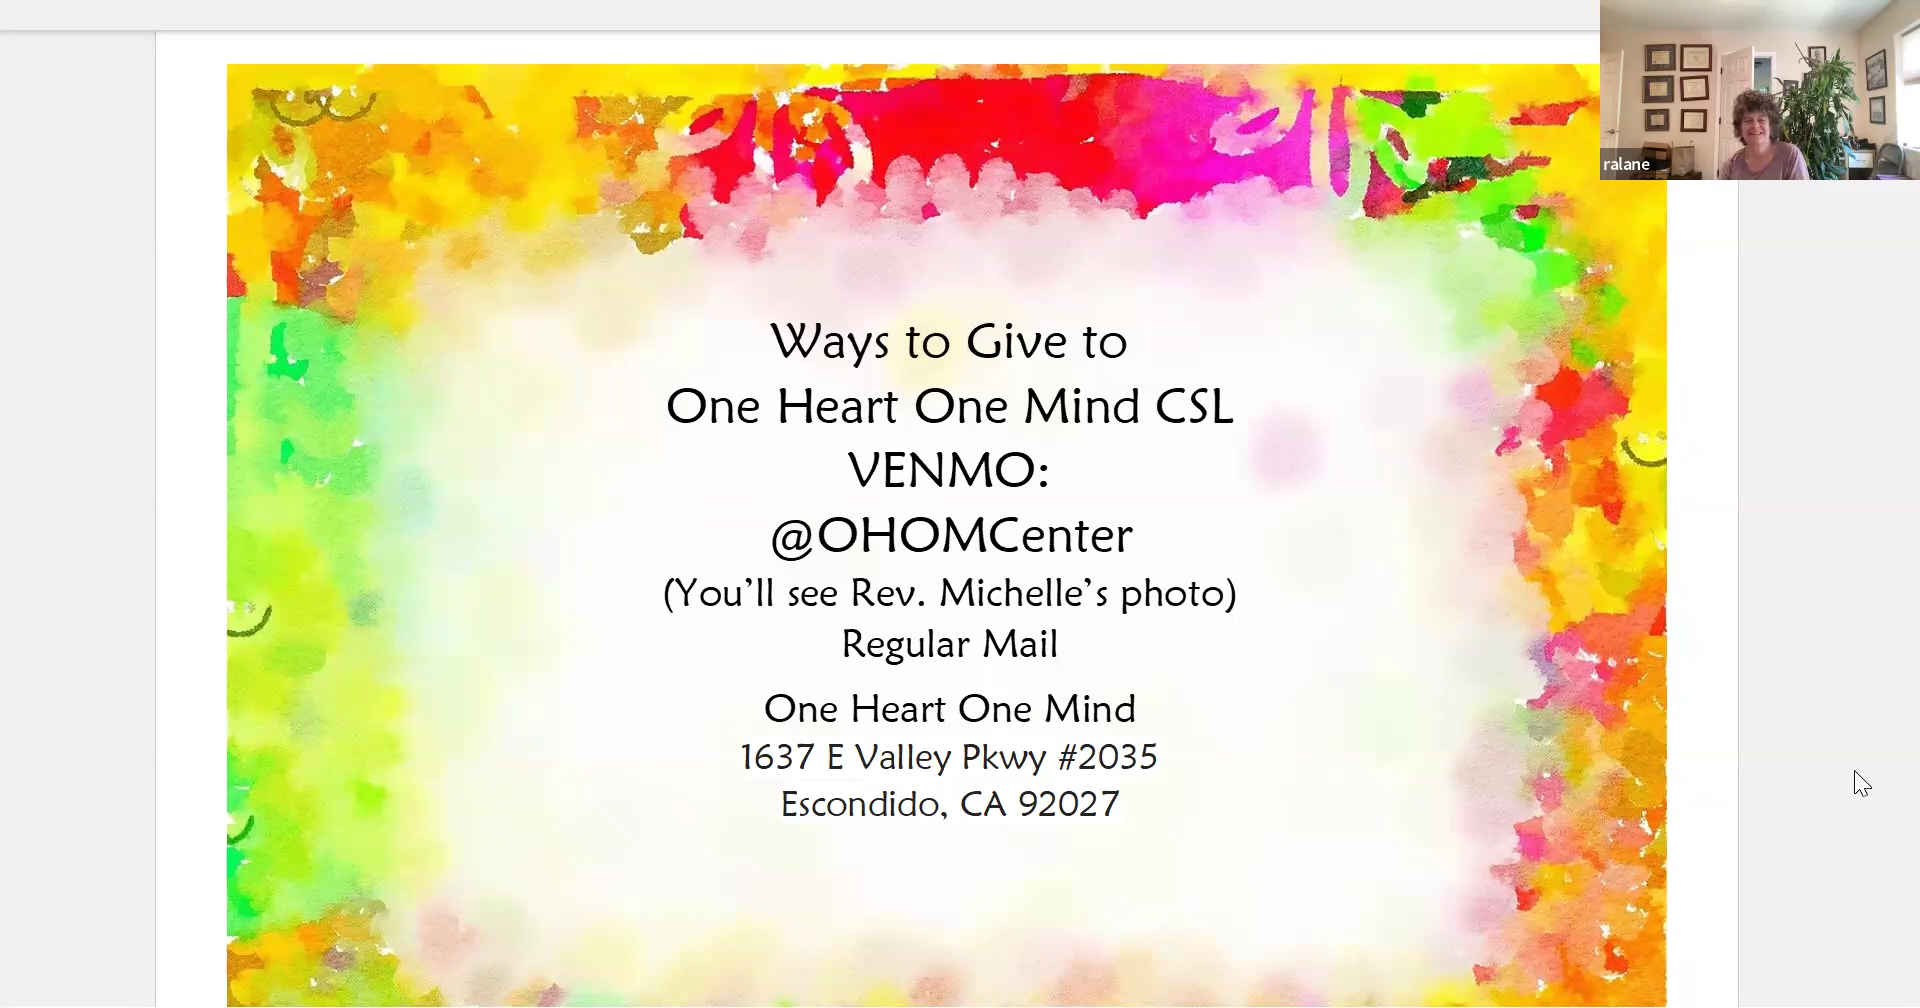 Ways to Give to
One Heart One Mind CSL
VENMO:
@OHOMCenter
(You’ll see Rev. Michelle’s photo)
Regular Mail
One Heart One Mind
1637 E Valley Pkwy #2035
Escondido, CA 92027
ralane